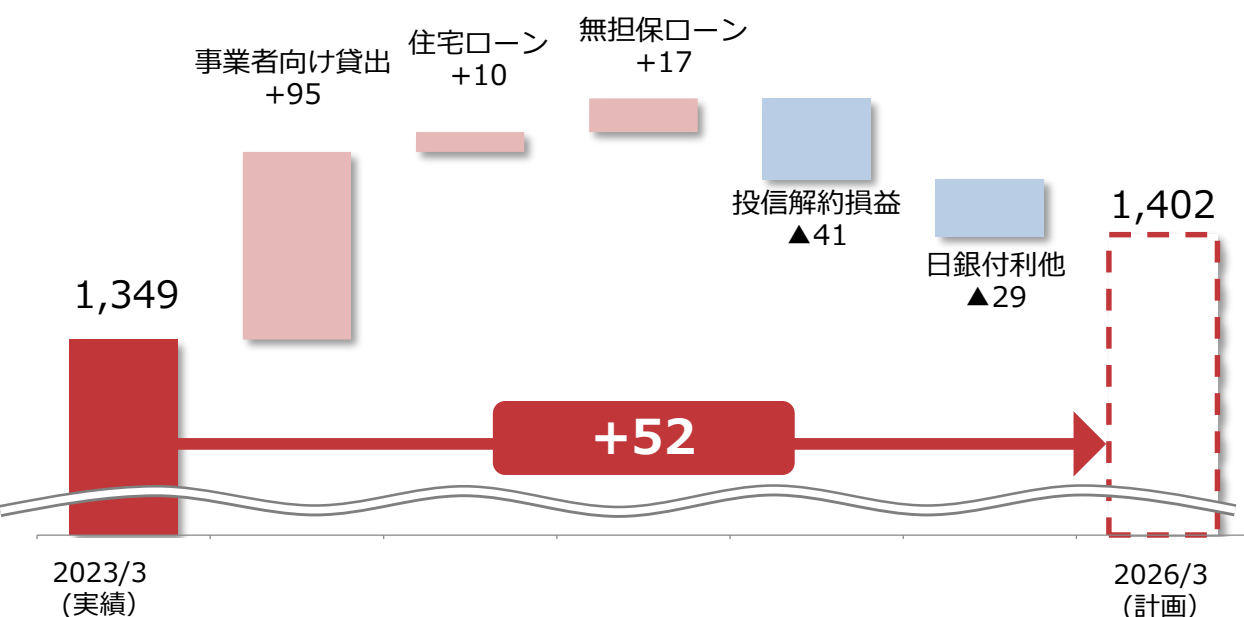 事業者向け貸出
+95
住宅ローン
+10
無担保ローン
+17
投信解約損益
▲41
日銀付利他
▲29
1,349
1,402
+52
2023/3
(実績)
2026/3
(計画)